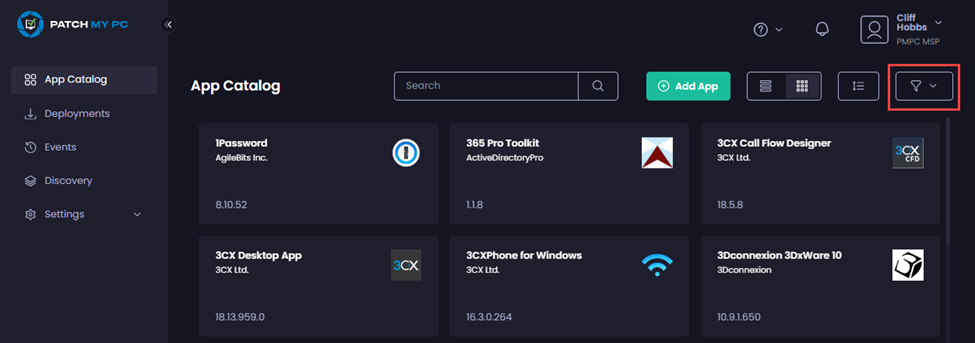 PATCH MY PC
Cliff
Hobbs
PMPC MSP
App Catalog
Deployments
Events
Discovery
Settings
App Catalog
Search
Add App
1Password
AgileBits Inc.
8.10.52
365 Pro Toolkit
ActiveDirectoryPro
1.1.8
3CX Call Flow Designer
3CX Ltd.
3CX
CFD
18.5.8
3CX Desktop App
3CX Ltd.
3CX
18.13.959.0
3CXPhone for Windows
3CX Ltd.
16.3.0.264
3Dconnexion 3DxWare 10
3Dconnexion
10.9.1.650